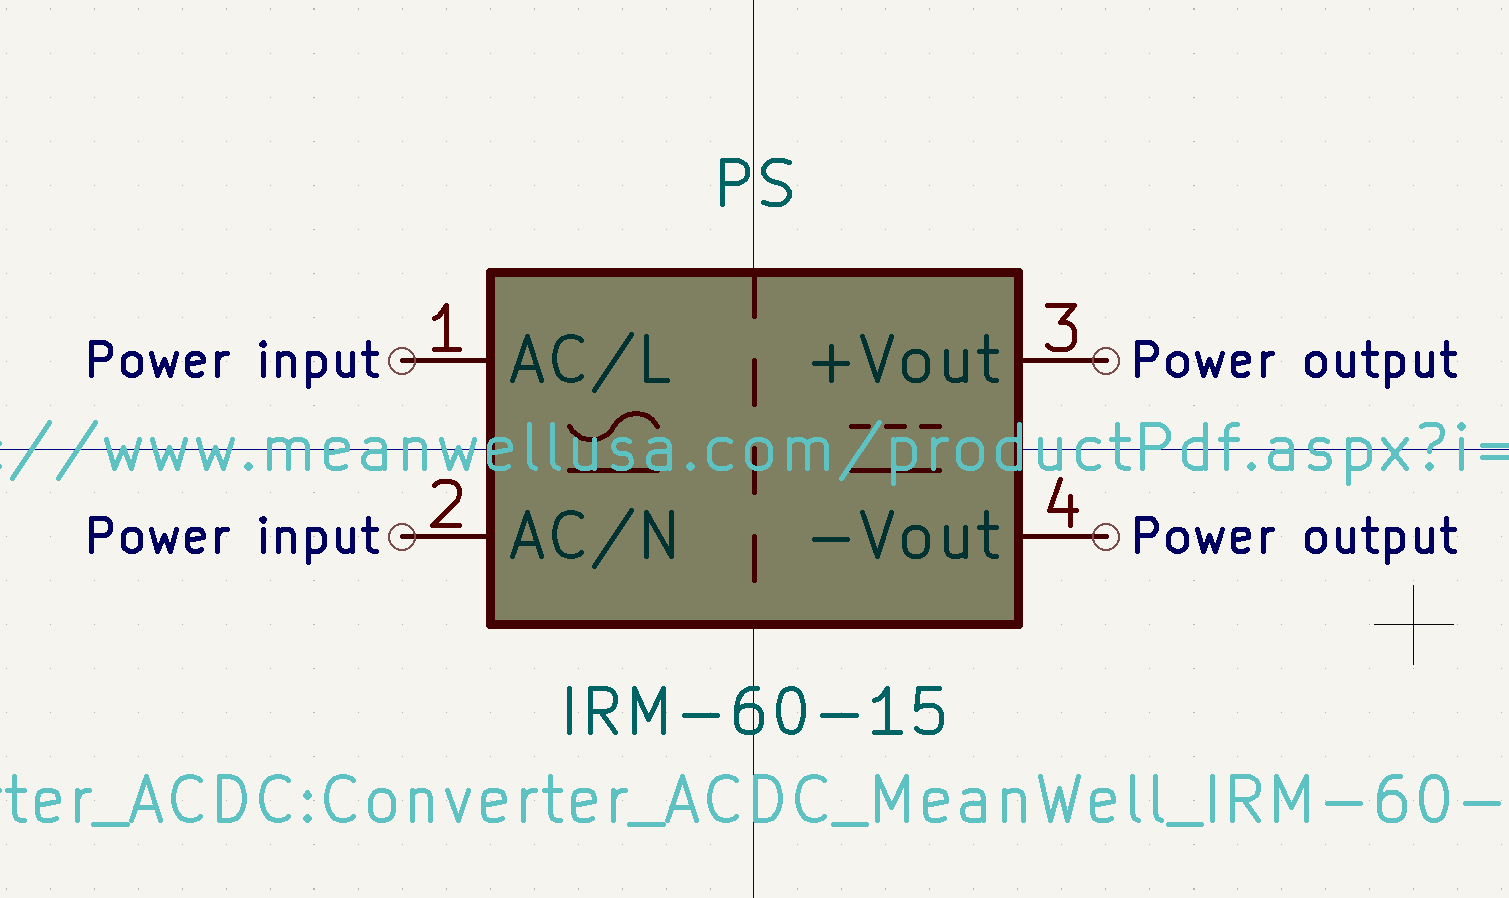 PS
1 3
Power input AC/L +Vout Power output
://www.meanwellusa.com/productPdf.aspx?i=
2 4
Power input AC/N -Vout Power output
IRM-60-15
ter_ACDC:Converter_ACDC_MeanWell_IRM-60-